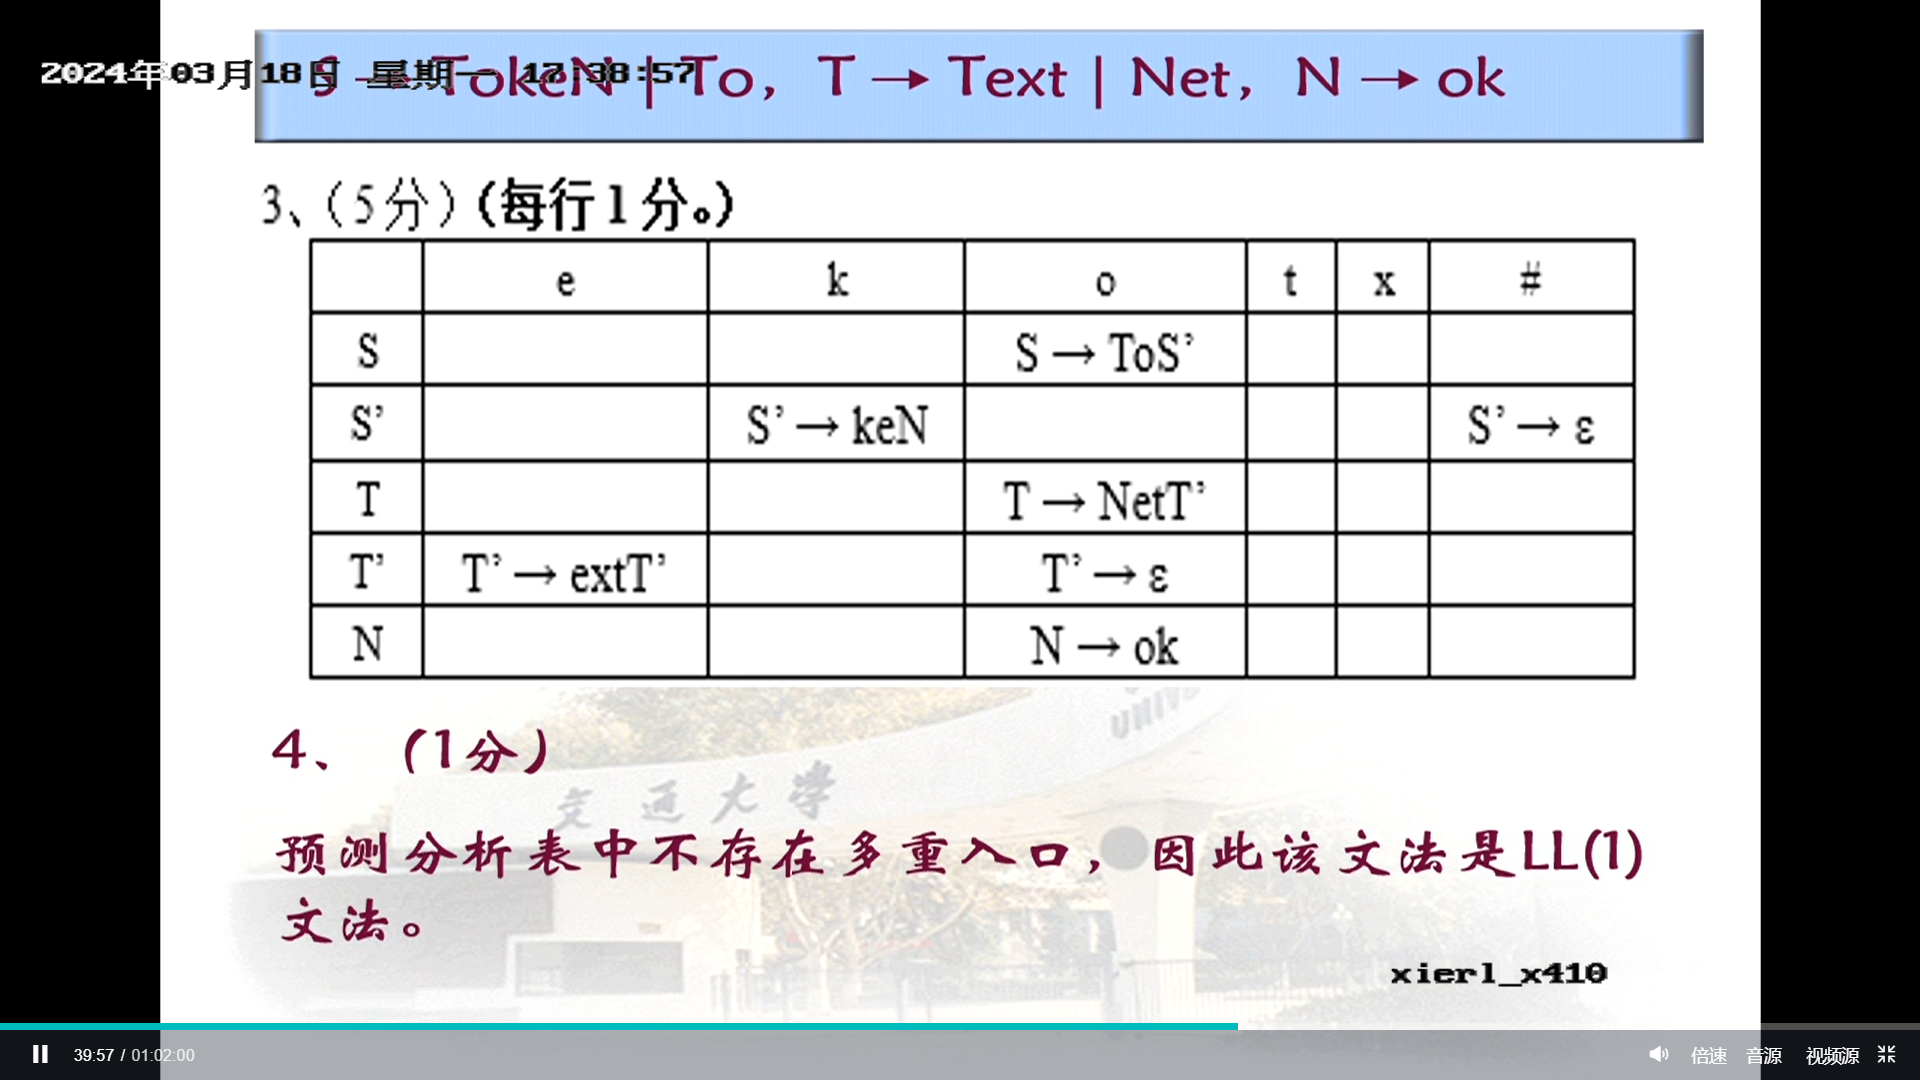 2024年03月18日 星期一 17:38:57
S → TokeN | To, T → Text | Net, N → ok
3、（5分）(每行1分。)
e k o t x #
S S → ToS’
S’ S’ → keN S’ → ε
T T → NetT’
T’ T’ → extT’ T’ → ε
N N → ok
UNIV
交通大学
4、（1分）
预测分析表中不存在多重入口，因此该文法是LL(1)
文法。
xierl_x410
39:57 / 01:02:00 倍速 音源 视频源